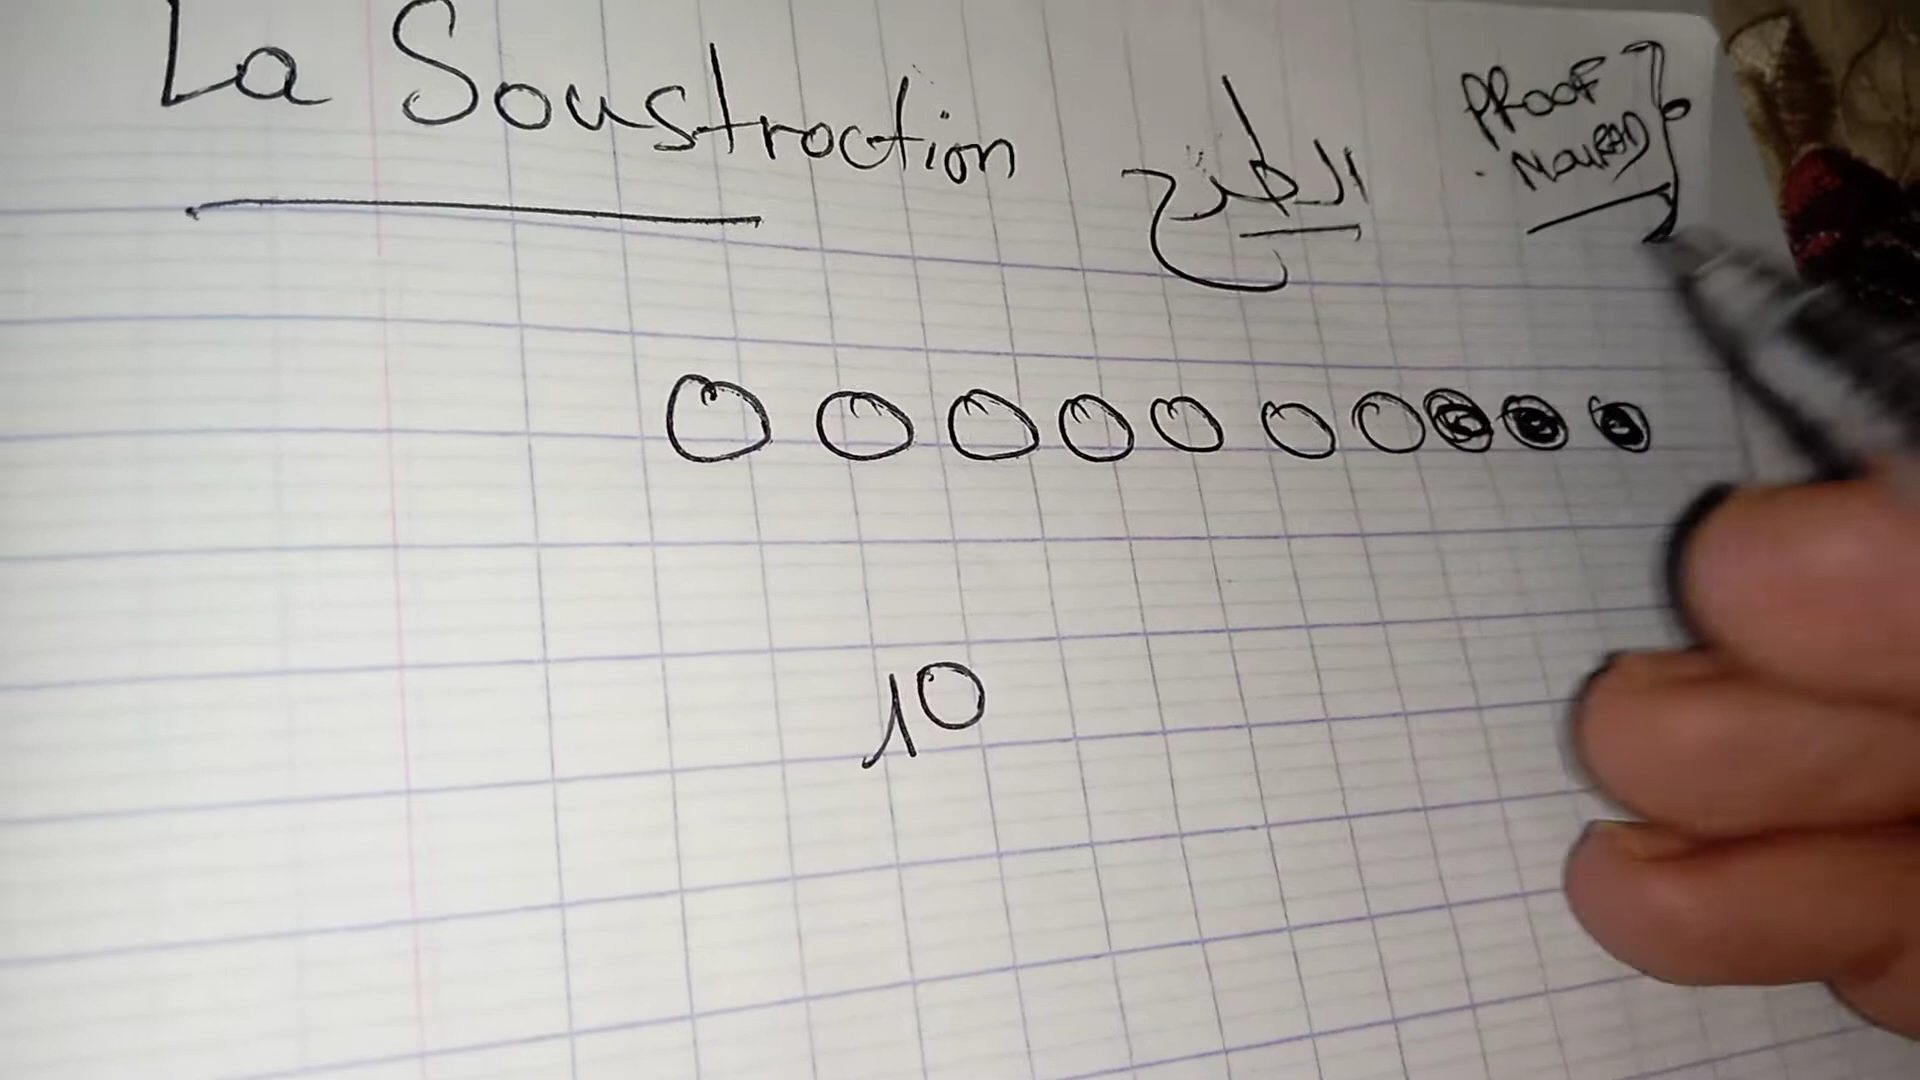 La Soustroction
الطرح
PROOF
MOURAD
10